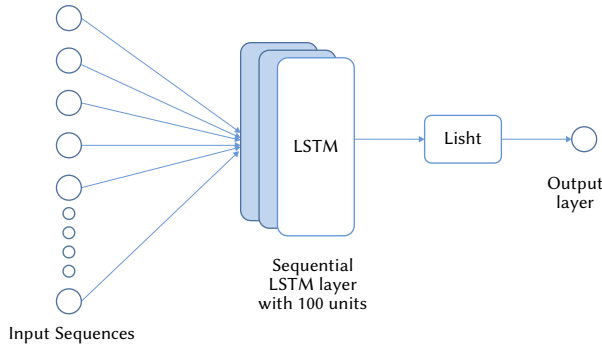 LSTM
Lisht
Output
layer
Sequential
LSTM layer
with 100 units
Input Sequences